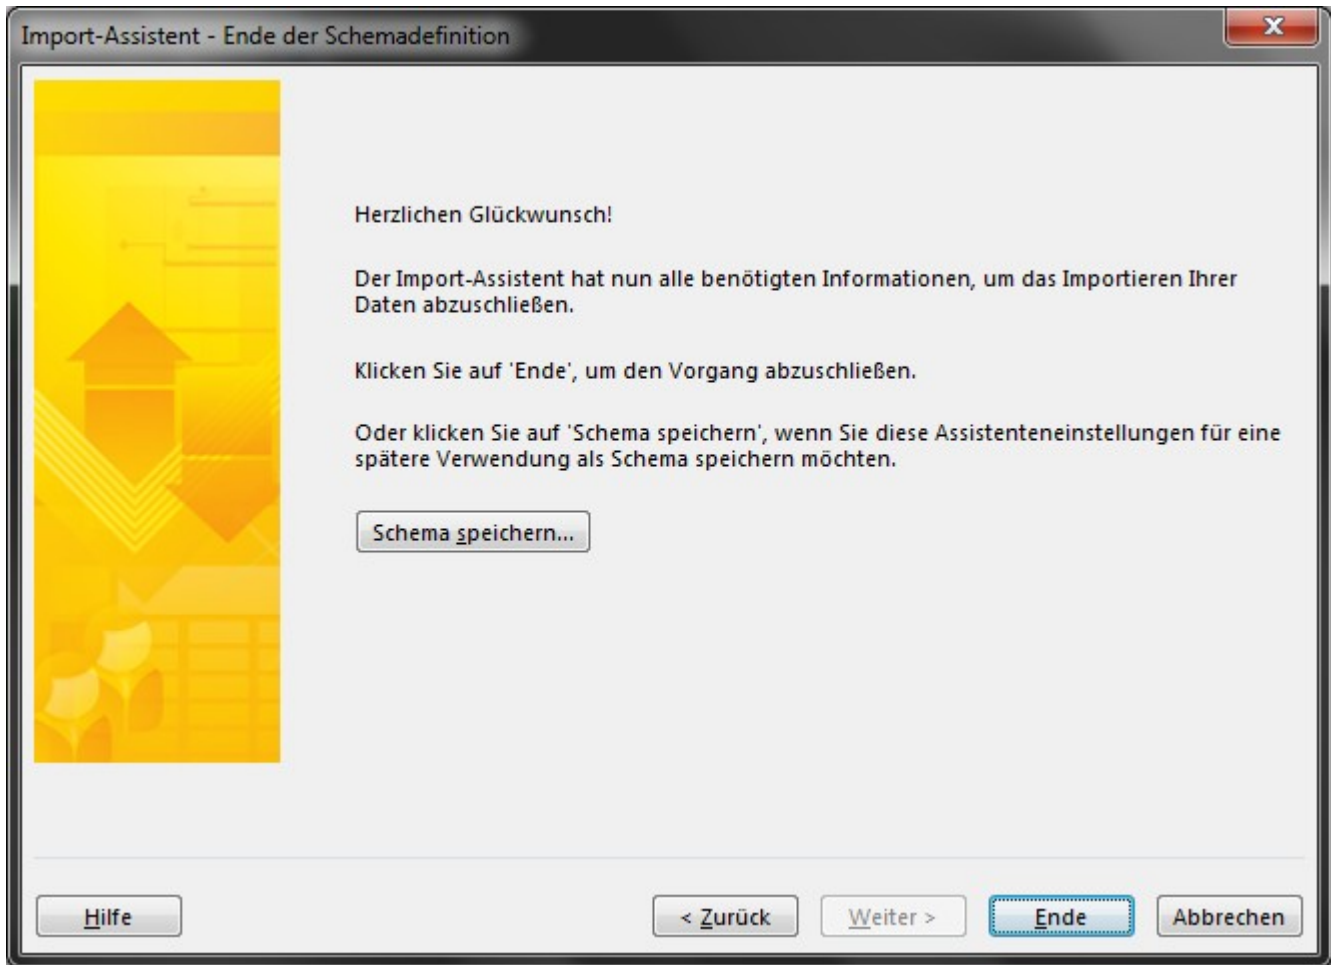 Import-Assistent - Ende der Schemadefinition
Herzlichen Glückwunsch!
Der Import-Assistent hat nun alle benötigten Informationen, um das Importieren Ihrer
Daten abzuschließen.
Klicken Sie auf 'Ende', um den Vorgang abzuschließen.
Oder klicken Sie auf 'Schema speichern', wenn Sie diese Assistenteneinstellungen für eine
spätere Verwendung als Schema speichern möchten.
Schema speichern...
Hilfe
< Zurück
Weiter >
Ende
Abbrechen